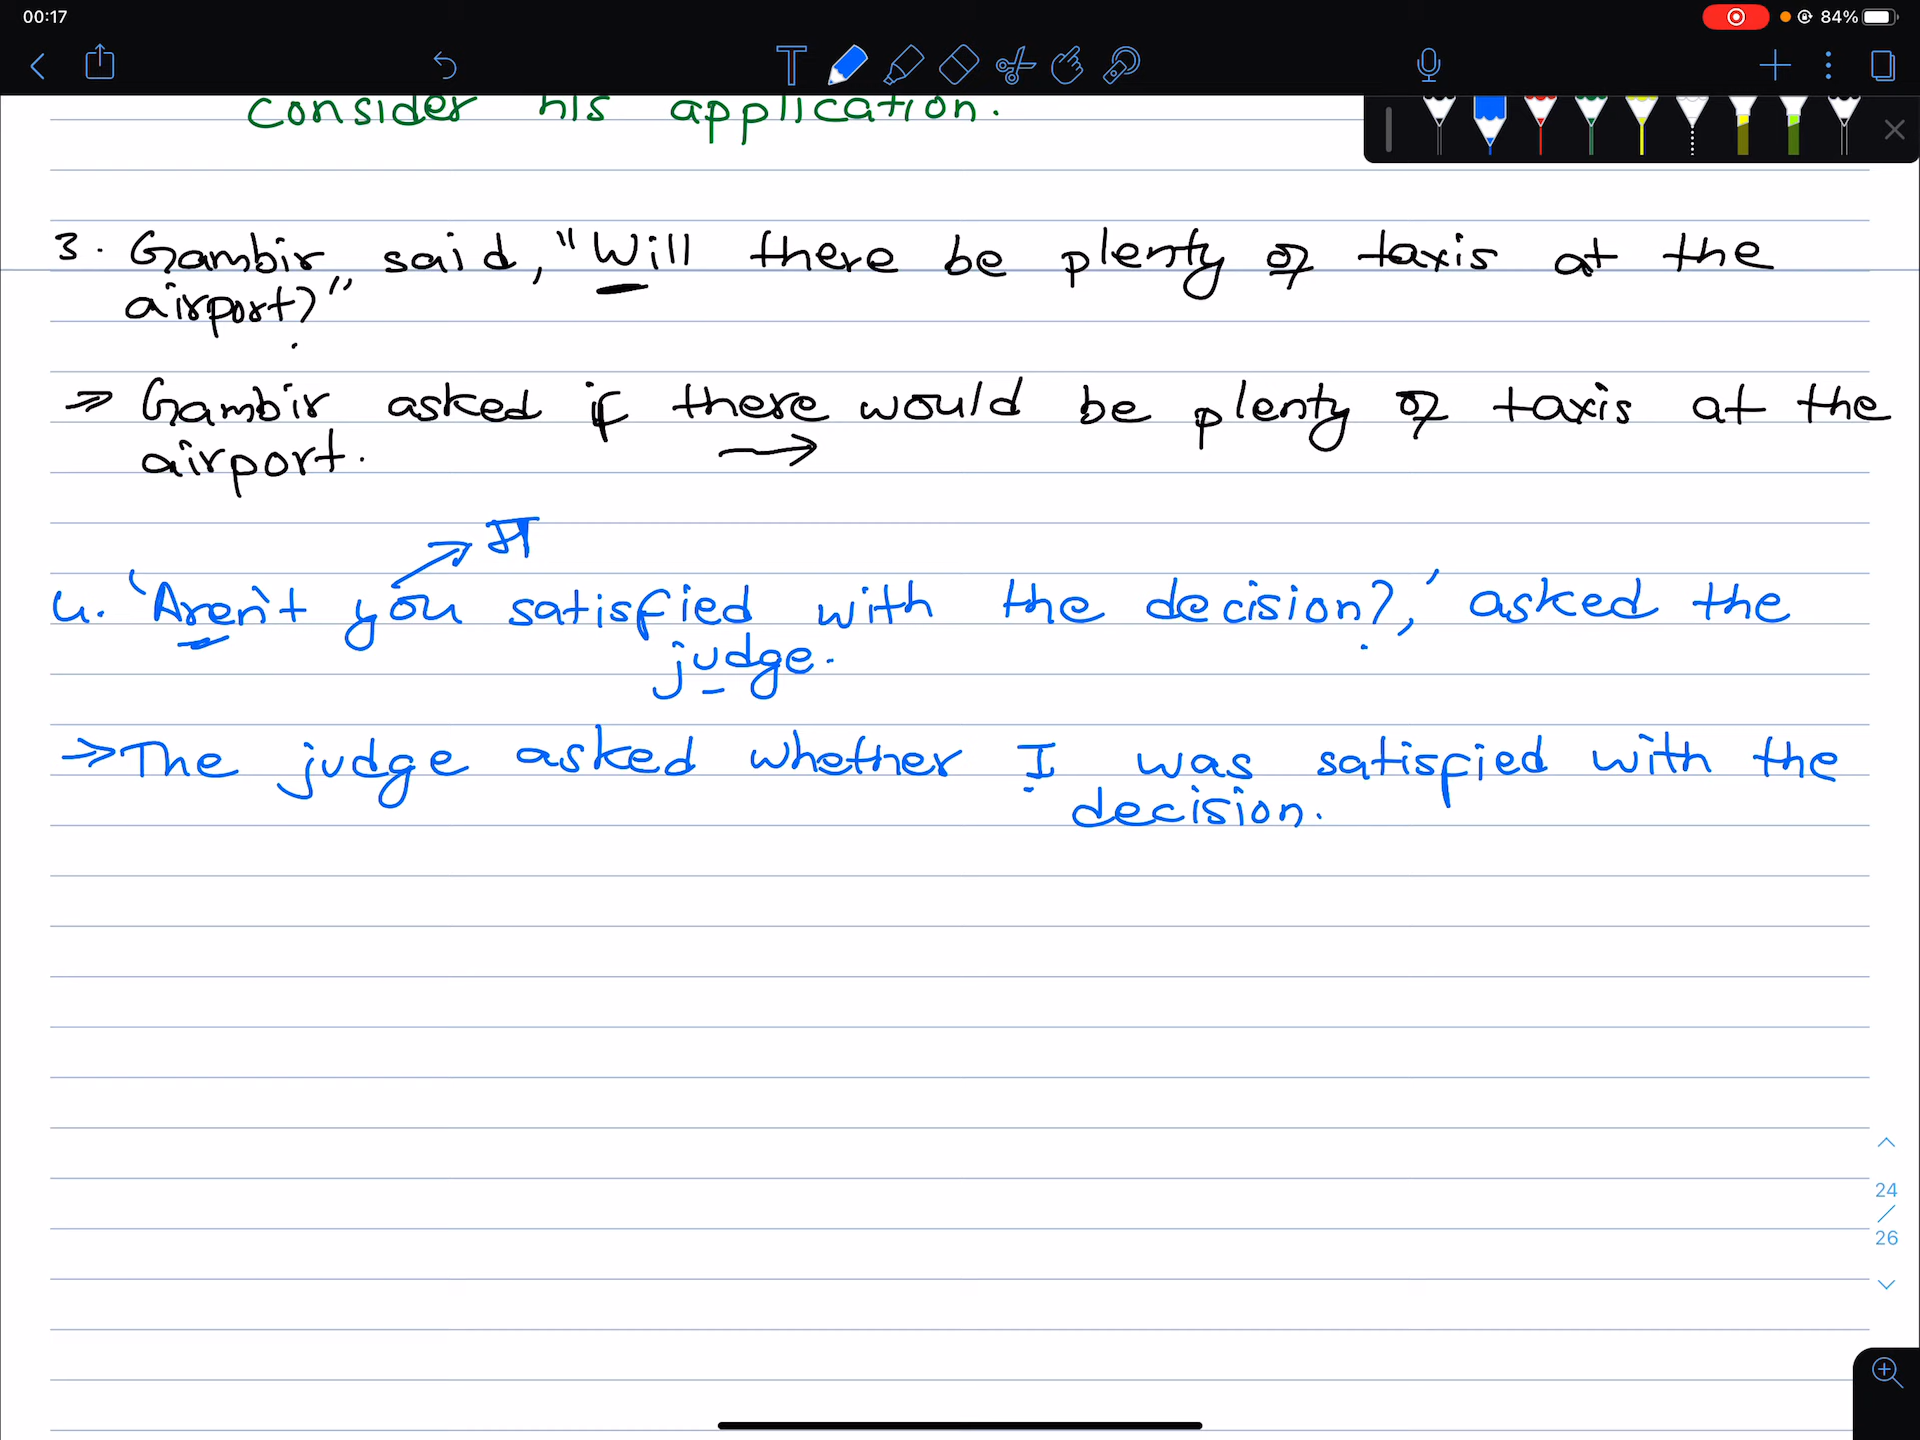 00:17
84%
consider his application.
3. Gambir, said, "Will there be plenty of taxis at the
airport?"
⇒ Gambir asked if there would be plenty of taxis at the
airport.
म
4. 'Aren't you satisfied with the decision?,' asked the
judge.
⇒ The judge asked whether I was satisfied with the
decision.
24
/
26